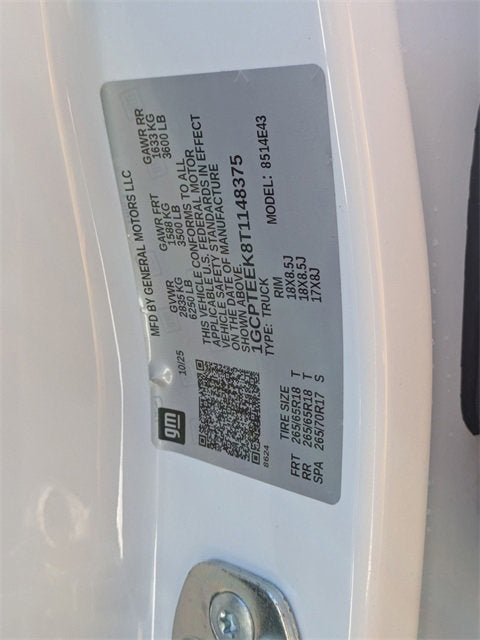 gm
MFD BY GENERAL MOTORS LLC
10/25
GVWR GAWR FRT GAWR RR
2835 KG 1588 KG 1633 KG
6250 LB 3500 LB 3600 LB
THIS VEHICLE CONFORMS TO ALL
APPLICABLE U.S. FEDERAL MOTOR
VEHICLE SAFETY STANDARDS IN EFFECT
ON THE DATE OF MANUFACTURE
SHOWN ABOVE.
1GCPTEEK8T1148375
TYPE: TRUCK MODEL: 8514E43
8624
TIRE SIZE RIM
FRT 265/65R18 T 18X8.5J
RR 265/65R18 T 18X8.5J
SPA 265/70R17 S 17X8J